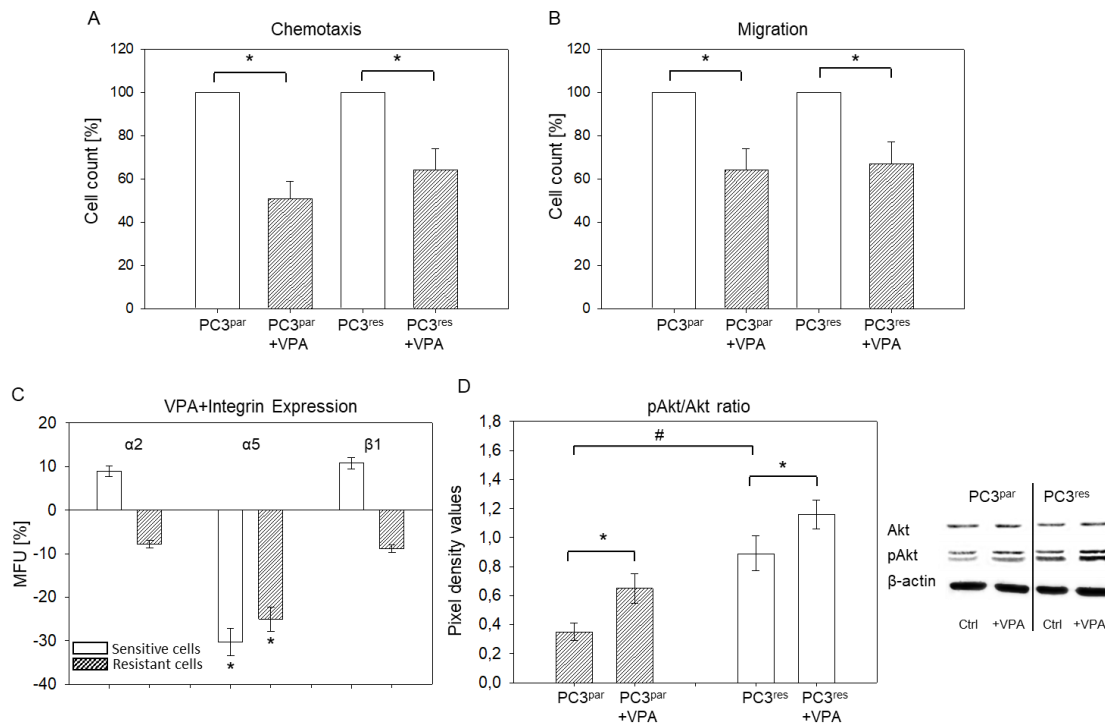 A
Chemotaxis
120
100
80
60
40
20
0
Cell count [%]
*
*
PC3par
PC3par
+VPA
PC3res
PC3res
+VPA
B
Migration
120
100
80
60
40
20
0
Cell count [%]
*
*
PC3par
PC3par
+VPA
PC3res
PC3res
+VPA
C
VPA+Integrin Expression
20
10
0
-10
-20
-30
-40
MFU [%]
α2
α5
β1
*
*
Sensitive cells
Resistant cells
D
pAkt/Akt ratio
1,8
1,6
1,4
1,2
1,0
0,8
0,6
0,4
0,2
0,0
Pixel density values
#
*
*
PC3par
PC3par
+VPA
PC3res
PC3res
+VPA
PC3par PC3res
Akt
pAkt
β-actin
Ctrl +VPA Ctrl +VPA